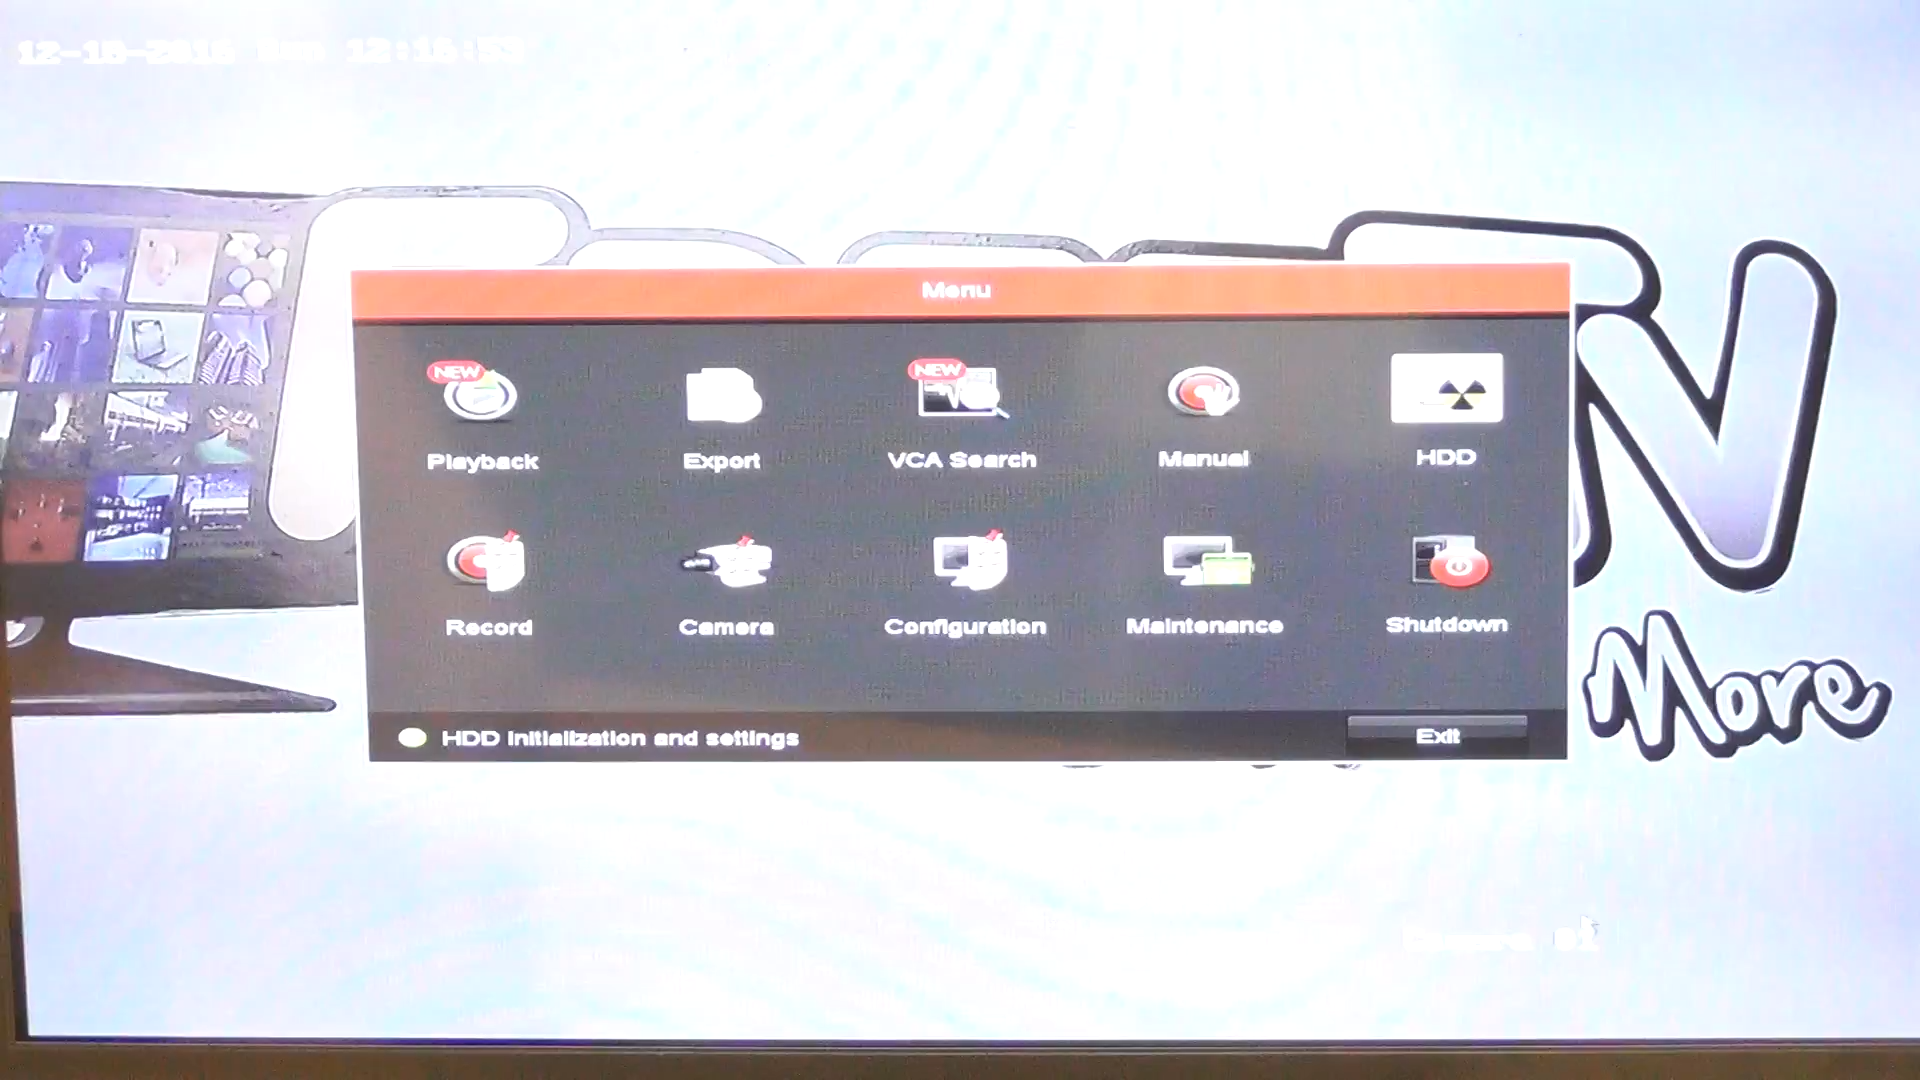 Menu
NEW
NEW
Playback
Export
VCA Search
Manual
HDD
Record
Camera
Configuration
Maintenance
Shutdown
HDD initialization and settings
Exit
More